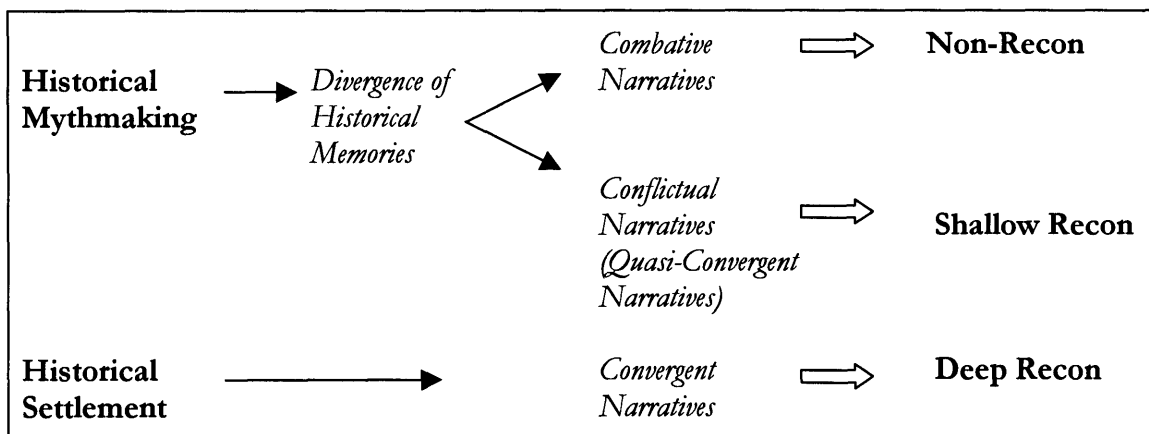 Historical
Mythmaking
Divergence of
Historical
Memories
Combative
Narratives
Non-Recon
Conflictual
Narratives
(Quasi-Convergent
Narratives)
Shallow Recon
Historical
Settlement
Convergent
Narratives
Deep Recon